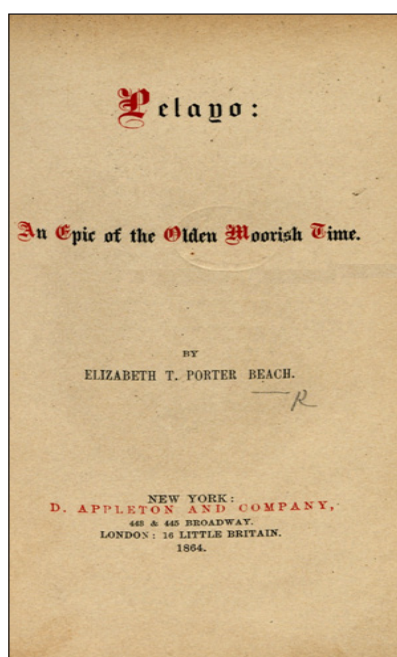 Pelayo:
An Epic of the Olden Moorish Time.
BY
ELIZABETH T. PORTER BEACH.
R
NEW YORK:
D. APPLETON AND COMPANY,
443 & 445 BROADWAY.
LONDON: 16 LITTLE BRITAIN.
1864.